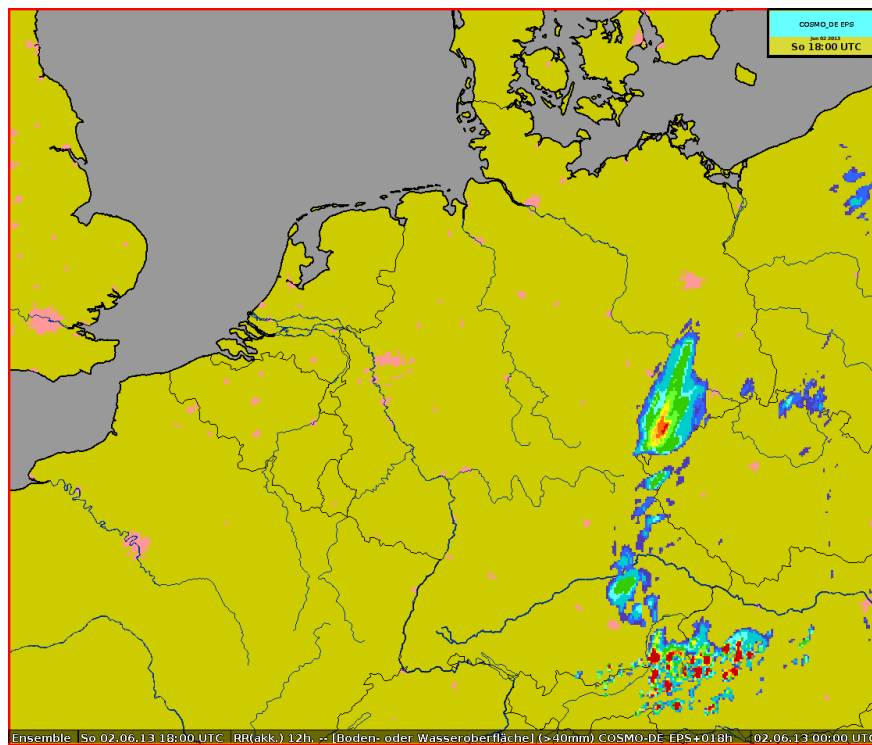 COSMO_DE EPS
Jun 02 2013
So 18:00 UTC
Ensemble So 02.06.13 18:00 UTC RR(akk.) 12h. -- [Boden- oder Wasseroberfläche] (>40mm) COSMO-DE EPS+018h 02.06.13 00:00 UTC